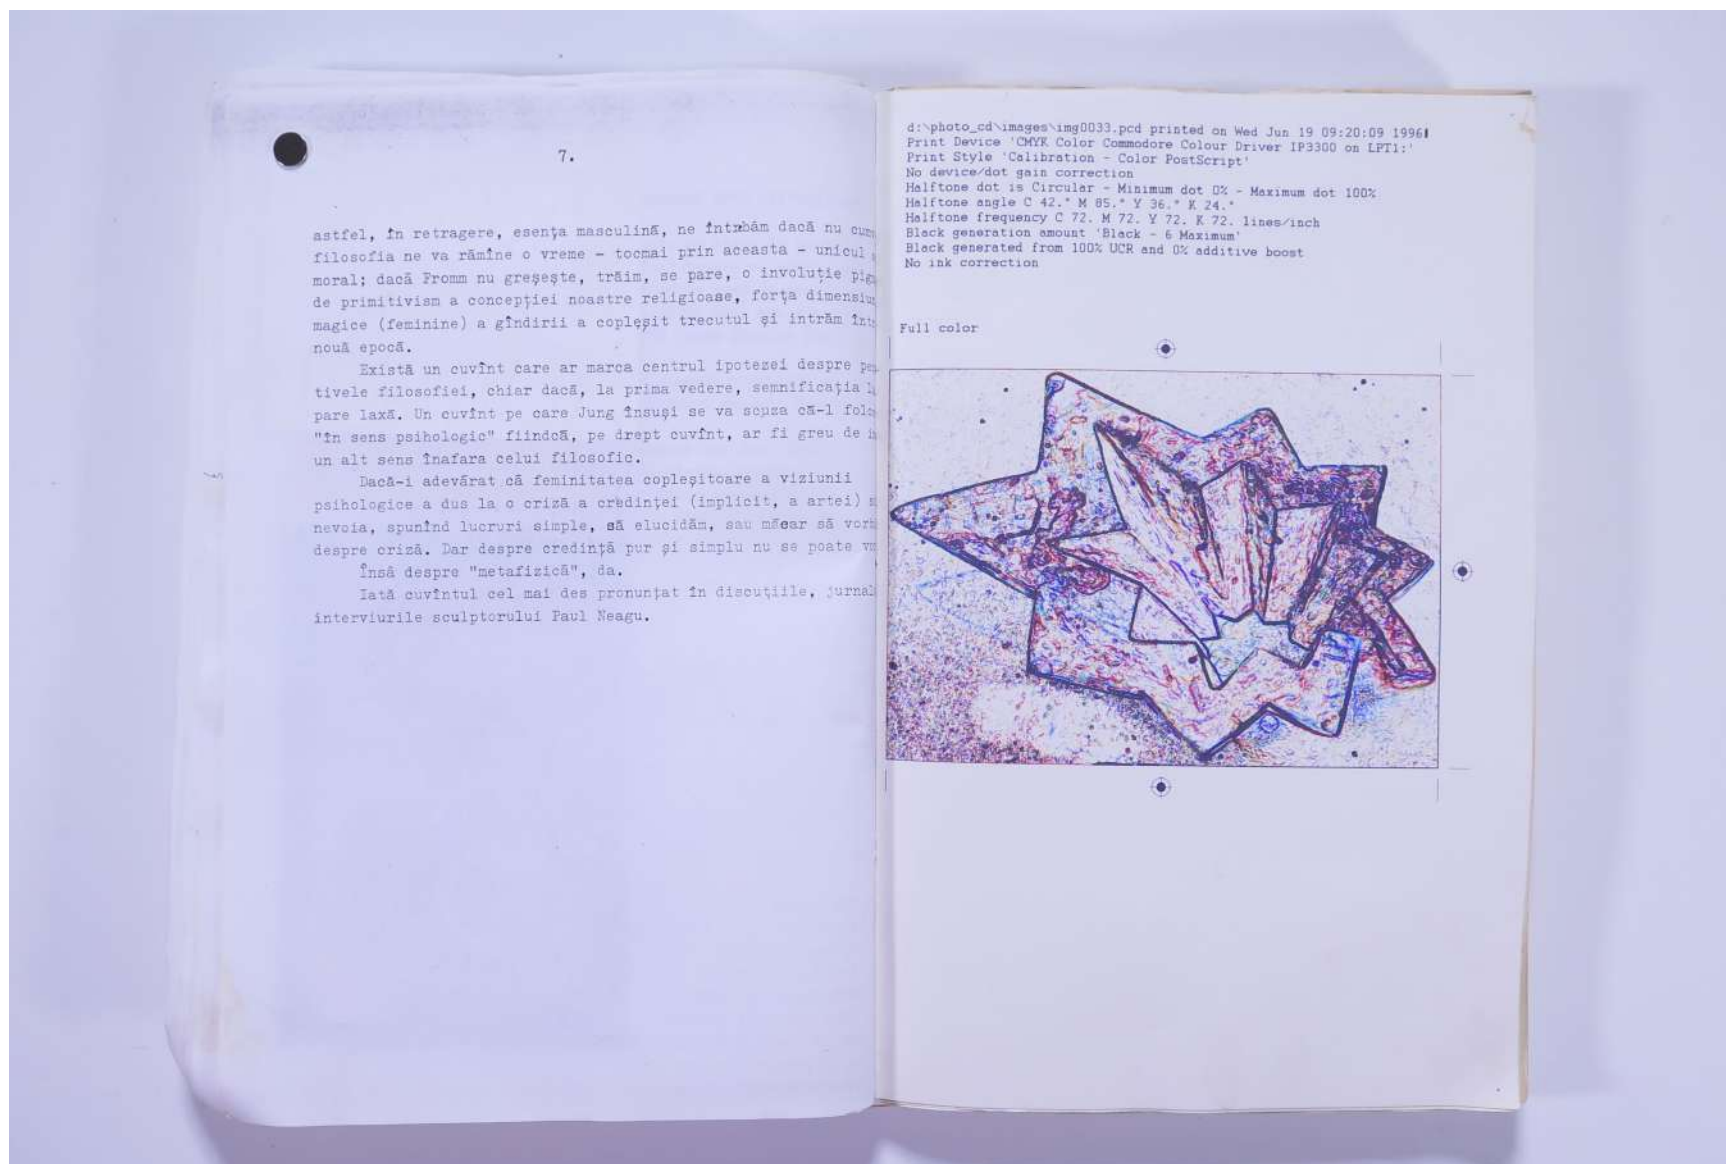 7.
astfel, în retragere, esența masculină, ne întrebăm dacă nu
filosofia ne va rămîne o vreme - tocmai prin aceasta - unicul
moral; dacă Fromm nu greșește, trăim, se pare, o involuție
de primitivism a concepției noastre religioase, forța
magice (feminine) a gîndirii a copleșit trecutul și intrăm
nouă epocă.
Există un cuvînt care ar marca centrul ipotezei despre
tivele filosofiei, chiar dacă, la prima vedere, semnificația
pare laxă. Un cuvînt pe care Jung însuși se va scuza că-l
"în sens psihologic" fiindcă, pe drept cuvînt, ar fi greu de
un alt sens înafara celui filosofic.
Dacă-i adevărat că feminitatea copleșitoare a viziunii
psihologice a dus la o criză a credinței (implicit, a artei)
nevoia, spunînd lucruri simple, să elucidăm, sau măcar să
despre criză. Dar despre credință pur și simplu nu se poate
Însă despre "metafizică", da.
Iată cuvîntul cel mai des pronunțat în discuțiile,
interviurile sculptorului Paul Neagu.
d:\photo_cd\images\img0033.pcd printed on Wed Jun 19 09:20:09 1996
Print Device 'CMYK Color Commodore Colour Driver IP3300 on LPT1:'
Print Style 'Calibration - Color PostScript'
No device/dot gain correction
Halftone dot is Circular - Minimum dot 0% - Maximum dot 100%
Halftone angle C 42.° M 85.° Y 36.° K 24.°
Halftone frequency C 72. M 72. Y 72. K 72. lines/inch
Black generation amount 'Black - 6 Maximum'
Black generated from 100% UCR and 0% additive boost
No ink correction
Full color